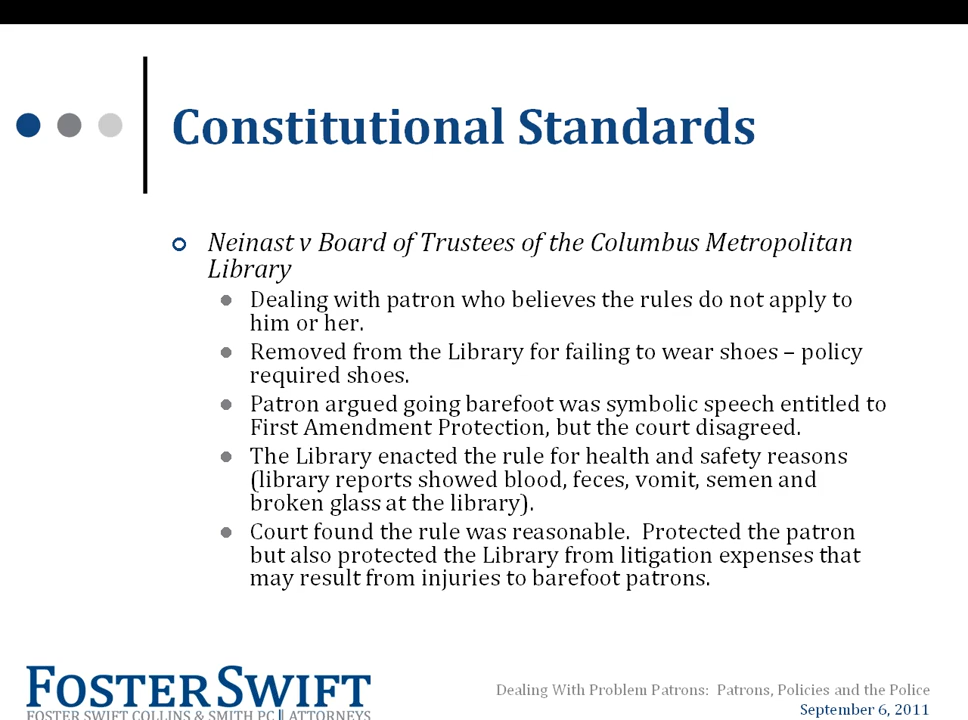 Constitutional Standards
Neinast v Board of Trustees of the Columbus Metropolitan
Library
Dealing with patron who believes the rules do not apply to
him or her.
Removed from the Library for failing to wear shoes – policy
required shoes.
Patron argued going barefoot was symbolic speech entitled to
First Amendment Protection, but the court disagreed.
The Library enacted the rule for health and safety reasons
(library reports showed blood, feces, vomit, semen and
broken glass at the library).
Court found the rule was reasonable.  Protected the patron
but also protected the Library from litigation expenses that
may result from injuries to barefoot patrons.
FOSTER SWIFT
FOSTER SWIFT COLLINS & SMITH PC || ATTORNEYS
Dealing With Problem Patrons:  Patrons, Policies and the Police
September 6, 2011